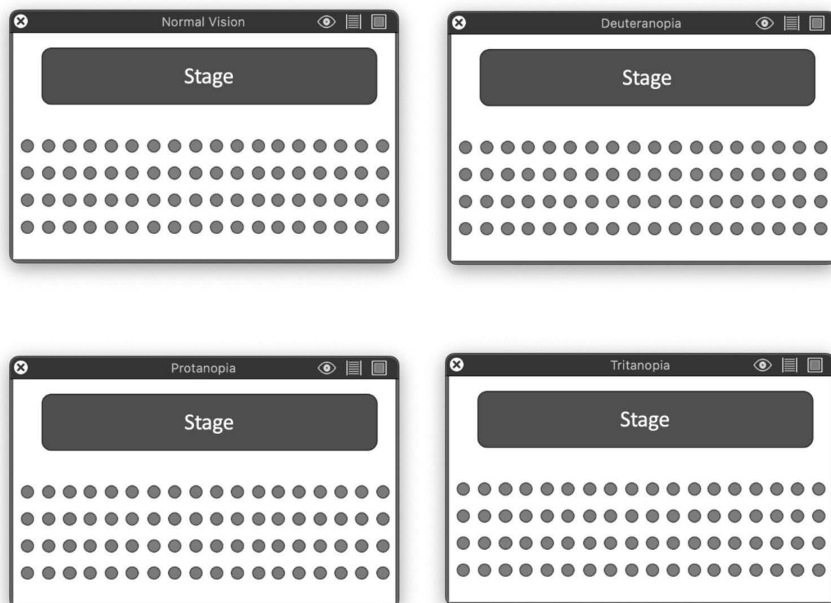 Normal Vision
Stage
Deuteranopia
Stage
Protanopia
Stage
Tritanopia
Stage